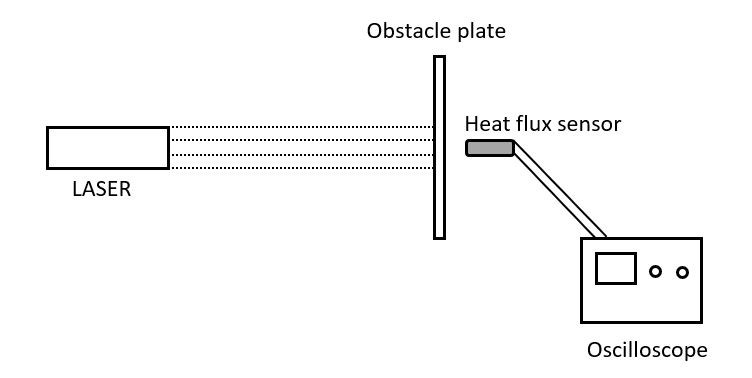 Obstacle plate
Heat flux sensor
LASER
Oscilloscope